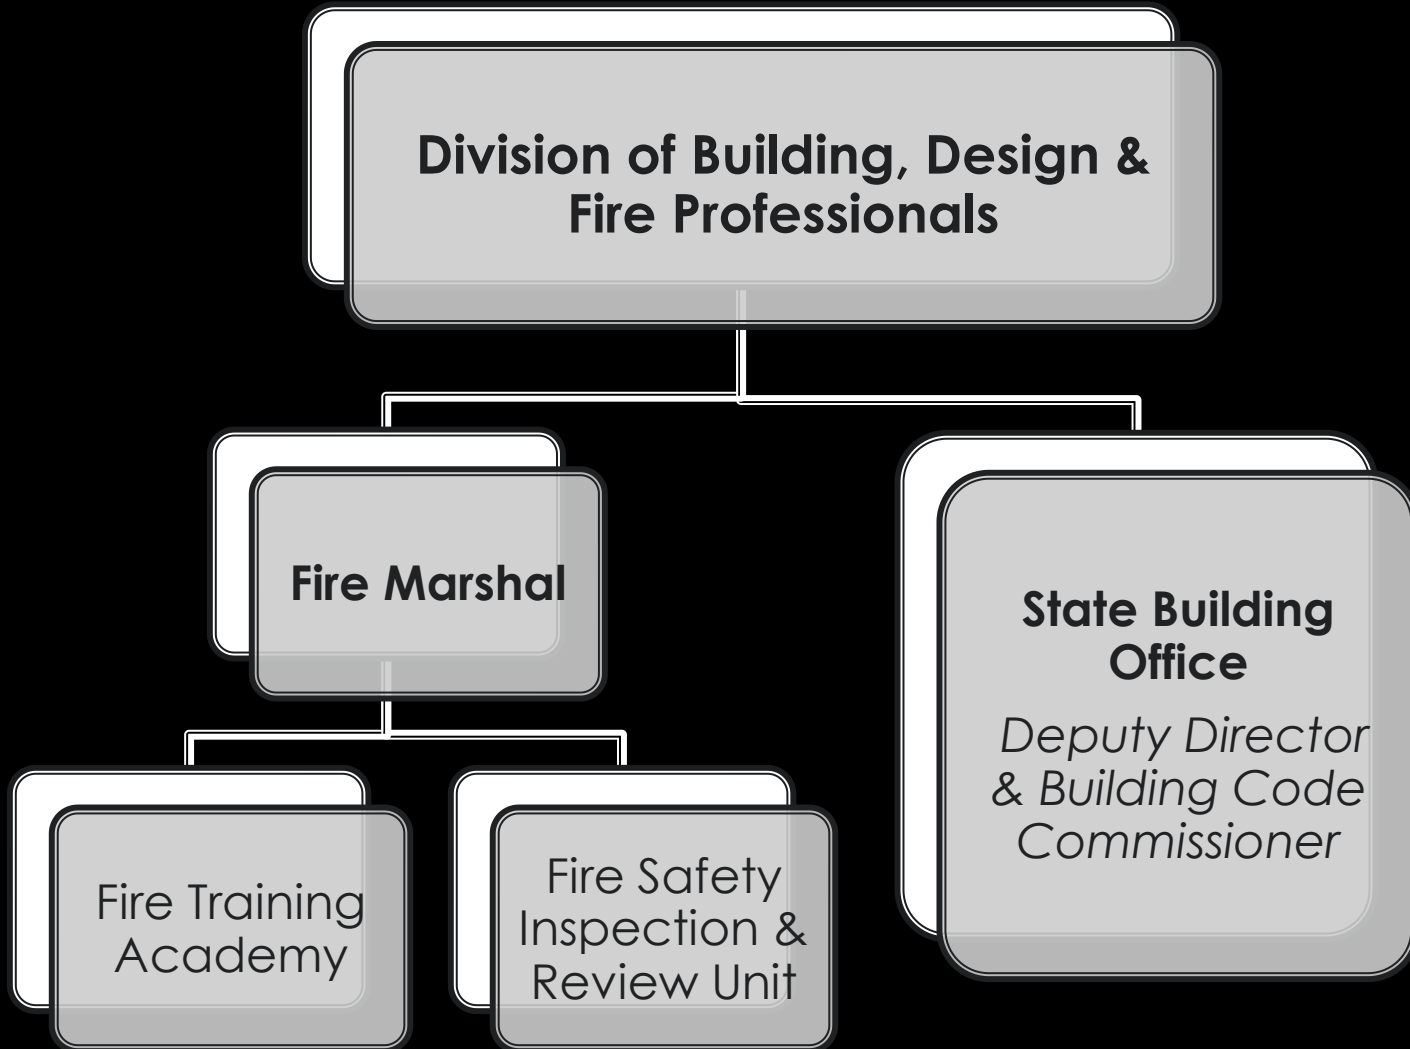 Division of Building, Design &
Fire Professionals
Fire Marshal
State Building
Office
Deputy Director
& Building Code
Commissioner
Fire Training
Academy
Fire Safety
Inspection &
Review Unit